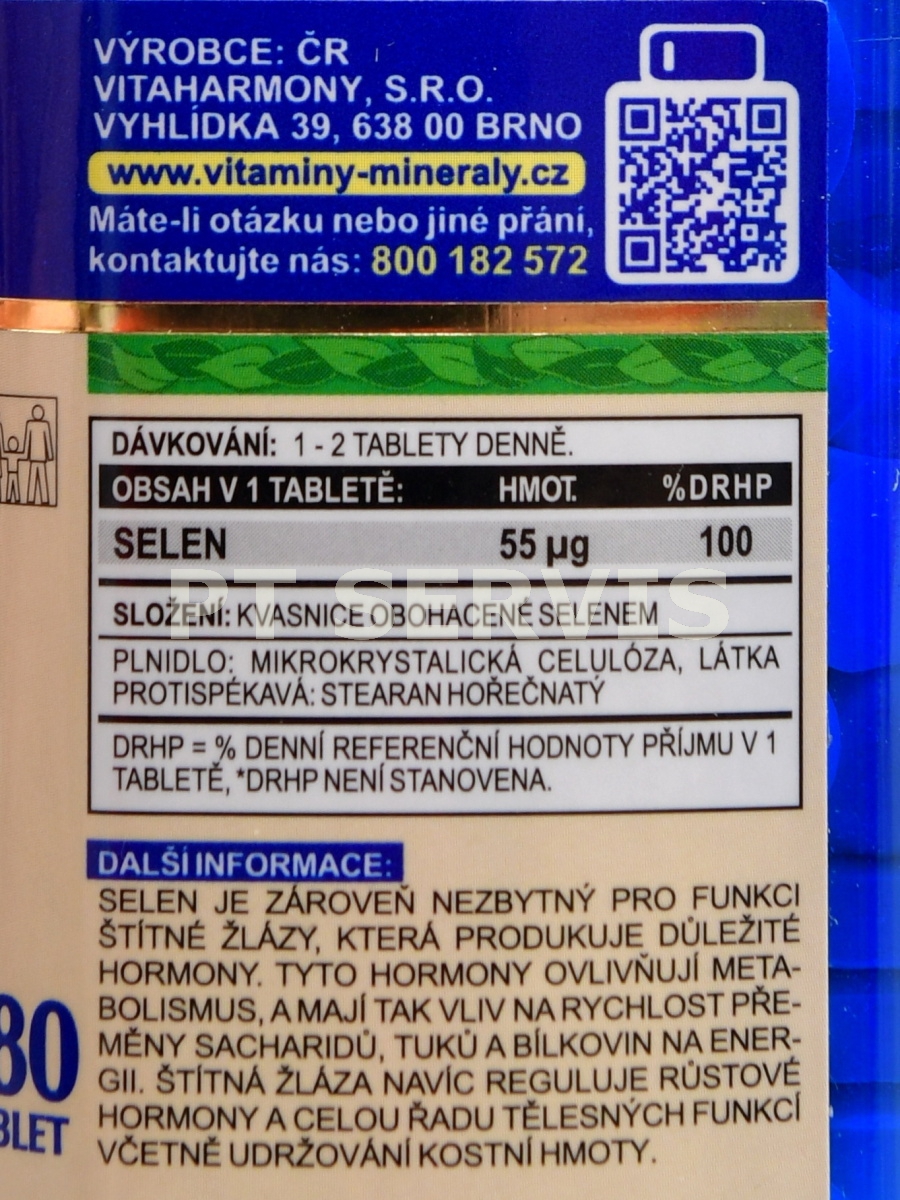 VÝROBCE: ČR
VITAHARMONY, S.R.O.
VYHLÍDKA 39, 638 00 BRNO
www.vitaminy-mineraly.cz
Máte-li otázku nebo jiné přání,
kontaktujte nás: 800 182 572
DÁVKOVÁNÍ: 1 - 2 TABLETY DENNĚ.
OBSAH V 1 TABLETĚ: HMOT. %DRHP
SELEN 55 µg 100
PT SERVIS
SLOŽENÍ: KVASNICE OBOHACENÉ SELENEM
PLNIDLO: MIKROKRYSTALICKÁ CELULÓZA, LÁTKA
PROTISPÉKAVÁ: STEARAN HOŘEČNATÝ
DRHP = % DENNÍ REFERENČNÍ HODNOTY PŘÍJMU V 1
TABLETĚ, *DRHP NENÍ STANOVENA.
DALŠÍ INFORMACE:
SELEN JE ZÁROVEŇ NEZBYTNÝ PRO FUNKCI
ŠTÍTNÉ ŽLÁZY, KTERÁ PRODUKUJE DŮLEŽITÉ
HORMONY. TYTO HORMONY OVLIVŇUJÍ META-
BOLISMUS, A MAJÍ TAK VLIV NA RYCHLOST PŘE-
MĚNY SACHARIDŮ, TUKŮ A BÍLKOVIN NA ENER-
GII. ŠTÍTNÁ ŽLÁZA NAVÍC REGULUJE RŮSTOVÉ
HORMONY A CELOU ŘADU TĚLESNÝCH FUNKCÍ
VČETNĚ UDRŽOVÁNÍ KOSTNÍ HMOTY.
80
BLET